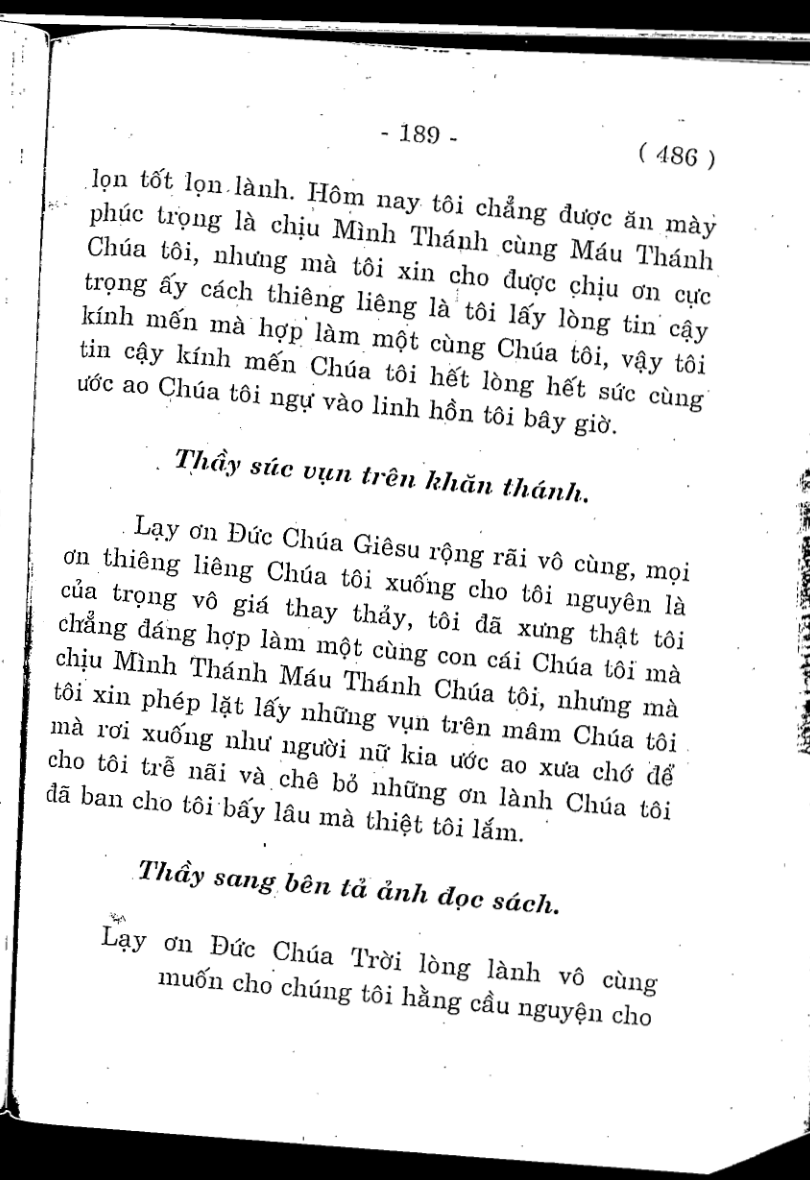 - 189 -
( 486 )
lọn tốt lọn lành. Hôm nay tôi chẳng được ăn mày
phúc trọng là chịu Mình Thánh cùng Máu Thánh
Chúa tôi, nhưng mà tôi xin cho được chịu ơn cực
trọng ấy cách thiêng liêng là tôi lấy lòng tin cậy
kính mến mà hợp làm một cùng Chúa tôi, vậy tôi
tin cậy kính mến Chúa tôi hết lòng hết sức cùng
ước ao Chúa tôi ngự vào linh hồn tôi bây giờ.
Thầy súc vụn trên khăn thánh.
Lạy ơn Đức Chúa Giêsu rộng rãi vô cùng, mọi
ơn thiêng liêng Chúa tôi xuống cho tôi nguyên là
của trọng vô giá thay thảy, tôi đã xưng thật tôi
chẳng đáng hợp làm một cùng con cái Chúa tôi mà
chịu Mình Thánh Máu Thánh Chúa tôi, nhưng mà
tôi xin phép lặt lấy những vụn trên mâm Chúa tôi
mà rơi xuống như người nữ kia ước ao xưa chớ để
cho tôi trễ nãi và chê bỏ những ơn lành Chúa tôi
đã ban cho tôi bấy lâu mà thiệt tôi lắm.
Thầy sang bên tả ảnh đọc sách.
Lạy ơn Đức Chúa Trời lòng lành vô cùng
muốn cho chúng tôi hằng cầu nguyện cho